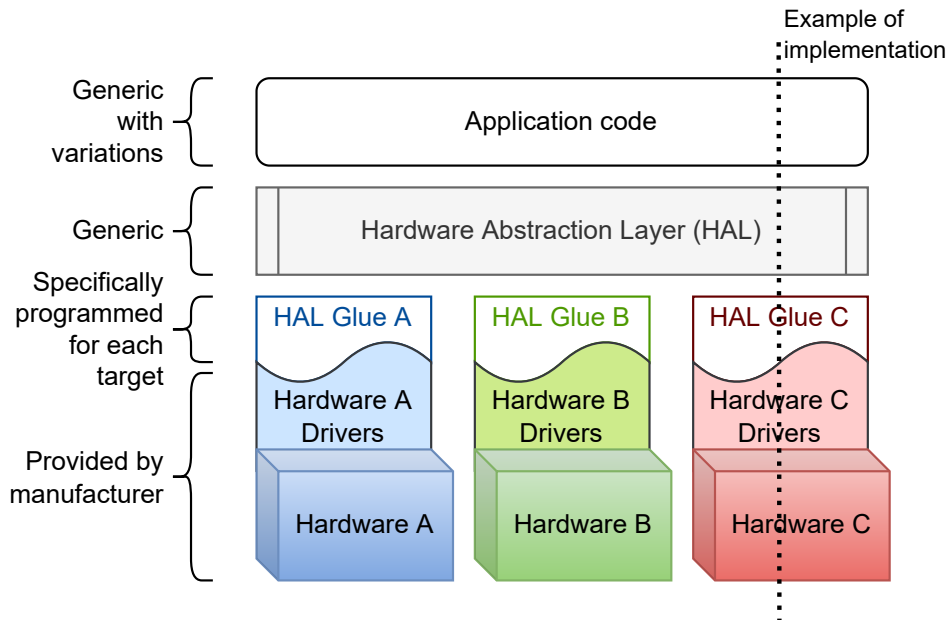 Example of
implementation
Generic
with
variations
Application code
Generic
Hardware Abstraction Layer (HAL)
Specifically
programmed
for each
target
HAL Glue A
HAL Glue B
HAL Glue C
Hardware A
Drivers
Hardware B
Drivers
Hardware C
Drivers
Provided by
manufacturer
Hardware A
Hardware B
Hardware C